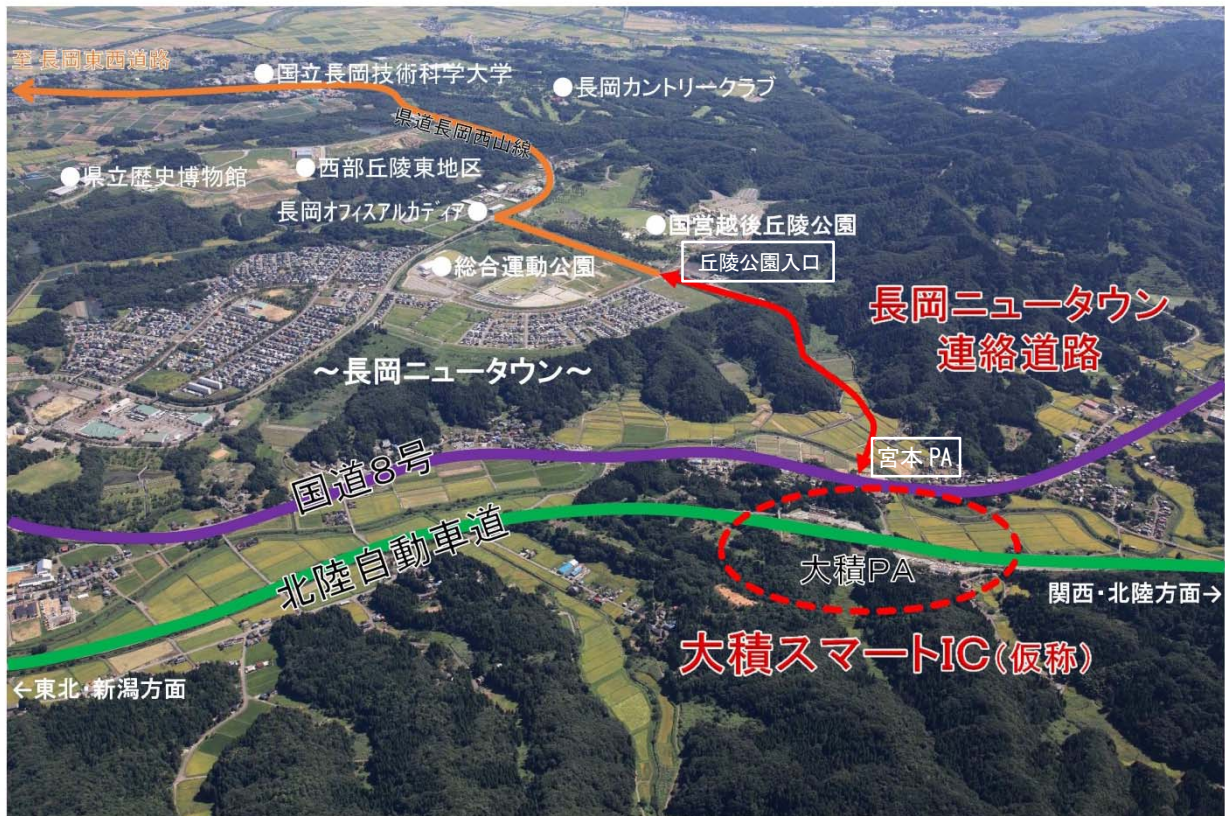 至 長岡東西道路
国立長岡技術科学大学
長岡カントリークラブ
県道長岡西山線
県立歴史博物館
西部丘陵東地区
長岡オフィスアルカディア
国営越後丘陵公園
丘陵公園入口
総合運動公園
長岡ニュータウン
連絡道路
～長岡ニュータウン～
国道8号
宮本 PA
北陸自動車道
大積PA
関西・北陸方面→
大積スマートIC(仮称)
←東北・新潟方面